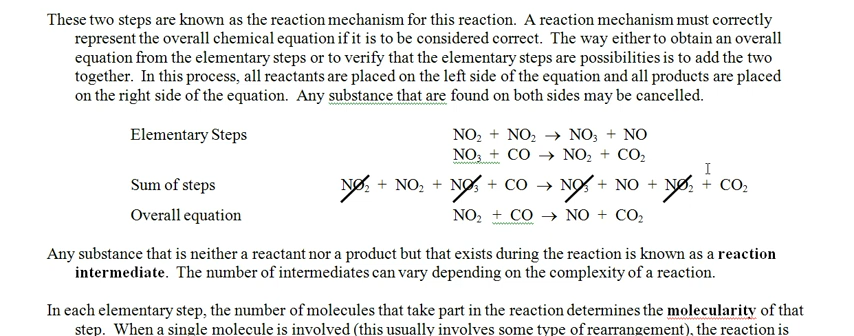 These two steps are known as the reaction mechanism for this reaction. A reaction mechanism must correctly
represent the overall chemical equation if it is to be considered correct. The way either to obtain an overall
equation from the elementary steps or to verify that the elementary steps are possibilities is to add the two
together. In this process, all reactants are placed on the left side of the equation and all products are placed
on the right side of the equation. Any substance that are found on both sides may be cancelled.
Elementary Steps NO₂ + NO₂ → NO₃ + NO
NO₃ + CO → NO₂ + CO₂
Sum of steps NO₂ + NO₂ + NO₃ + CO → NO₃ + NO + NO₂ + CO₂
Overall equation NO₂ + CO → NO + CO₂
Any substance that is neither a reactant nor a product but that exists during the reaction is known as a reaction
intermediate. The number of intermediates can vary depending on the complexity of a reaction.
In each elementary step, the number of molecules that take part in the reaction determines the molecularity of that
step. When a single molecule is involved (this usually involves some type of rearrangement), the reaction is